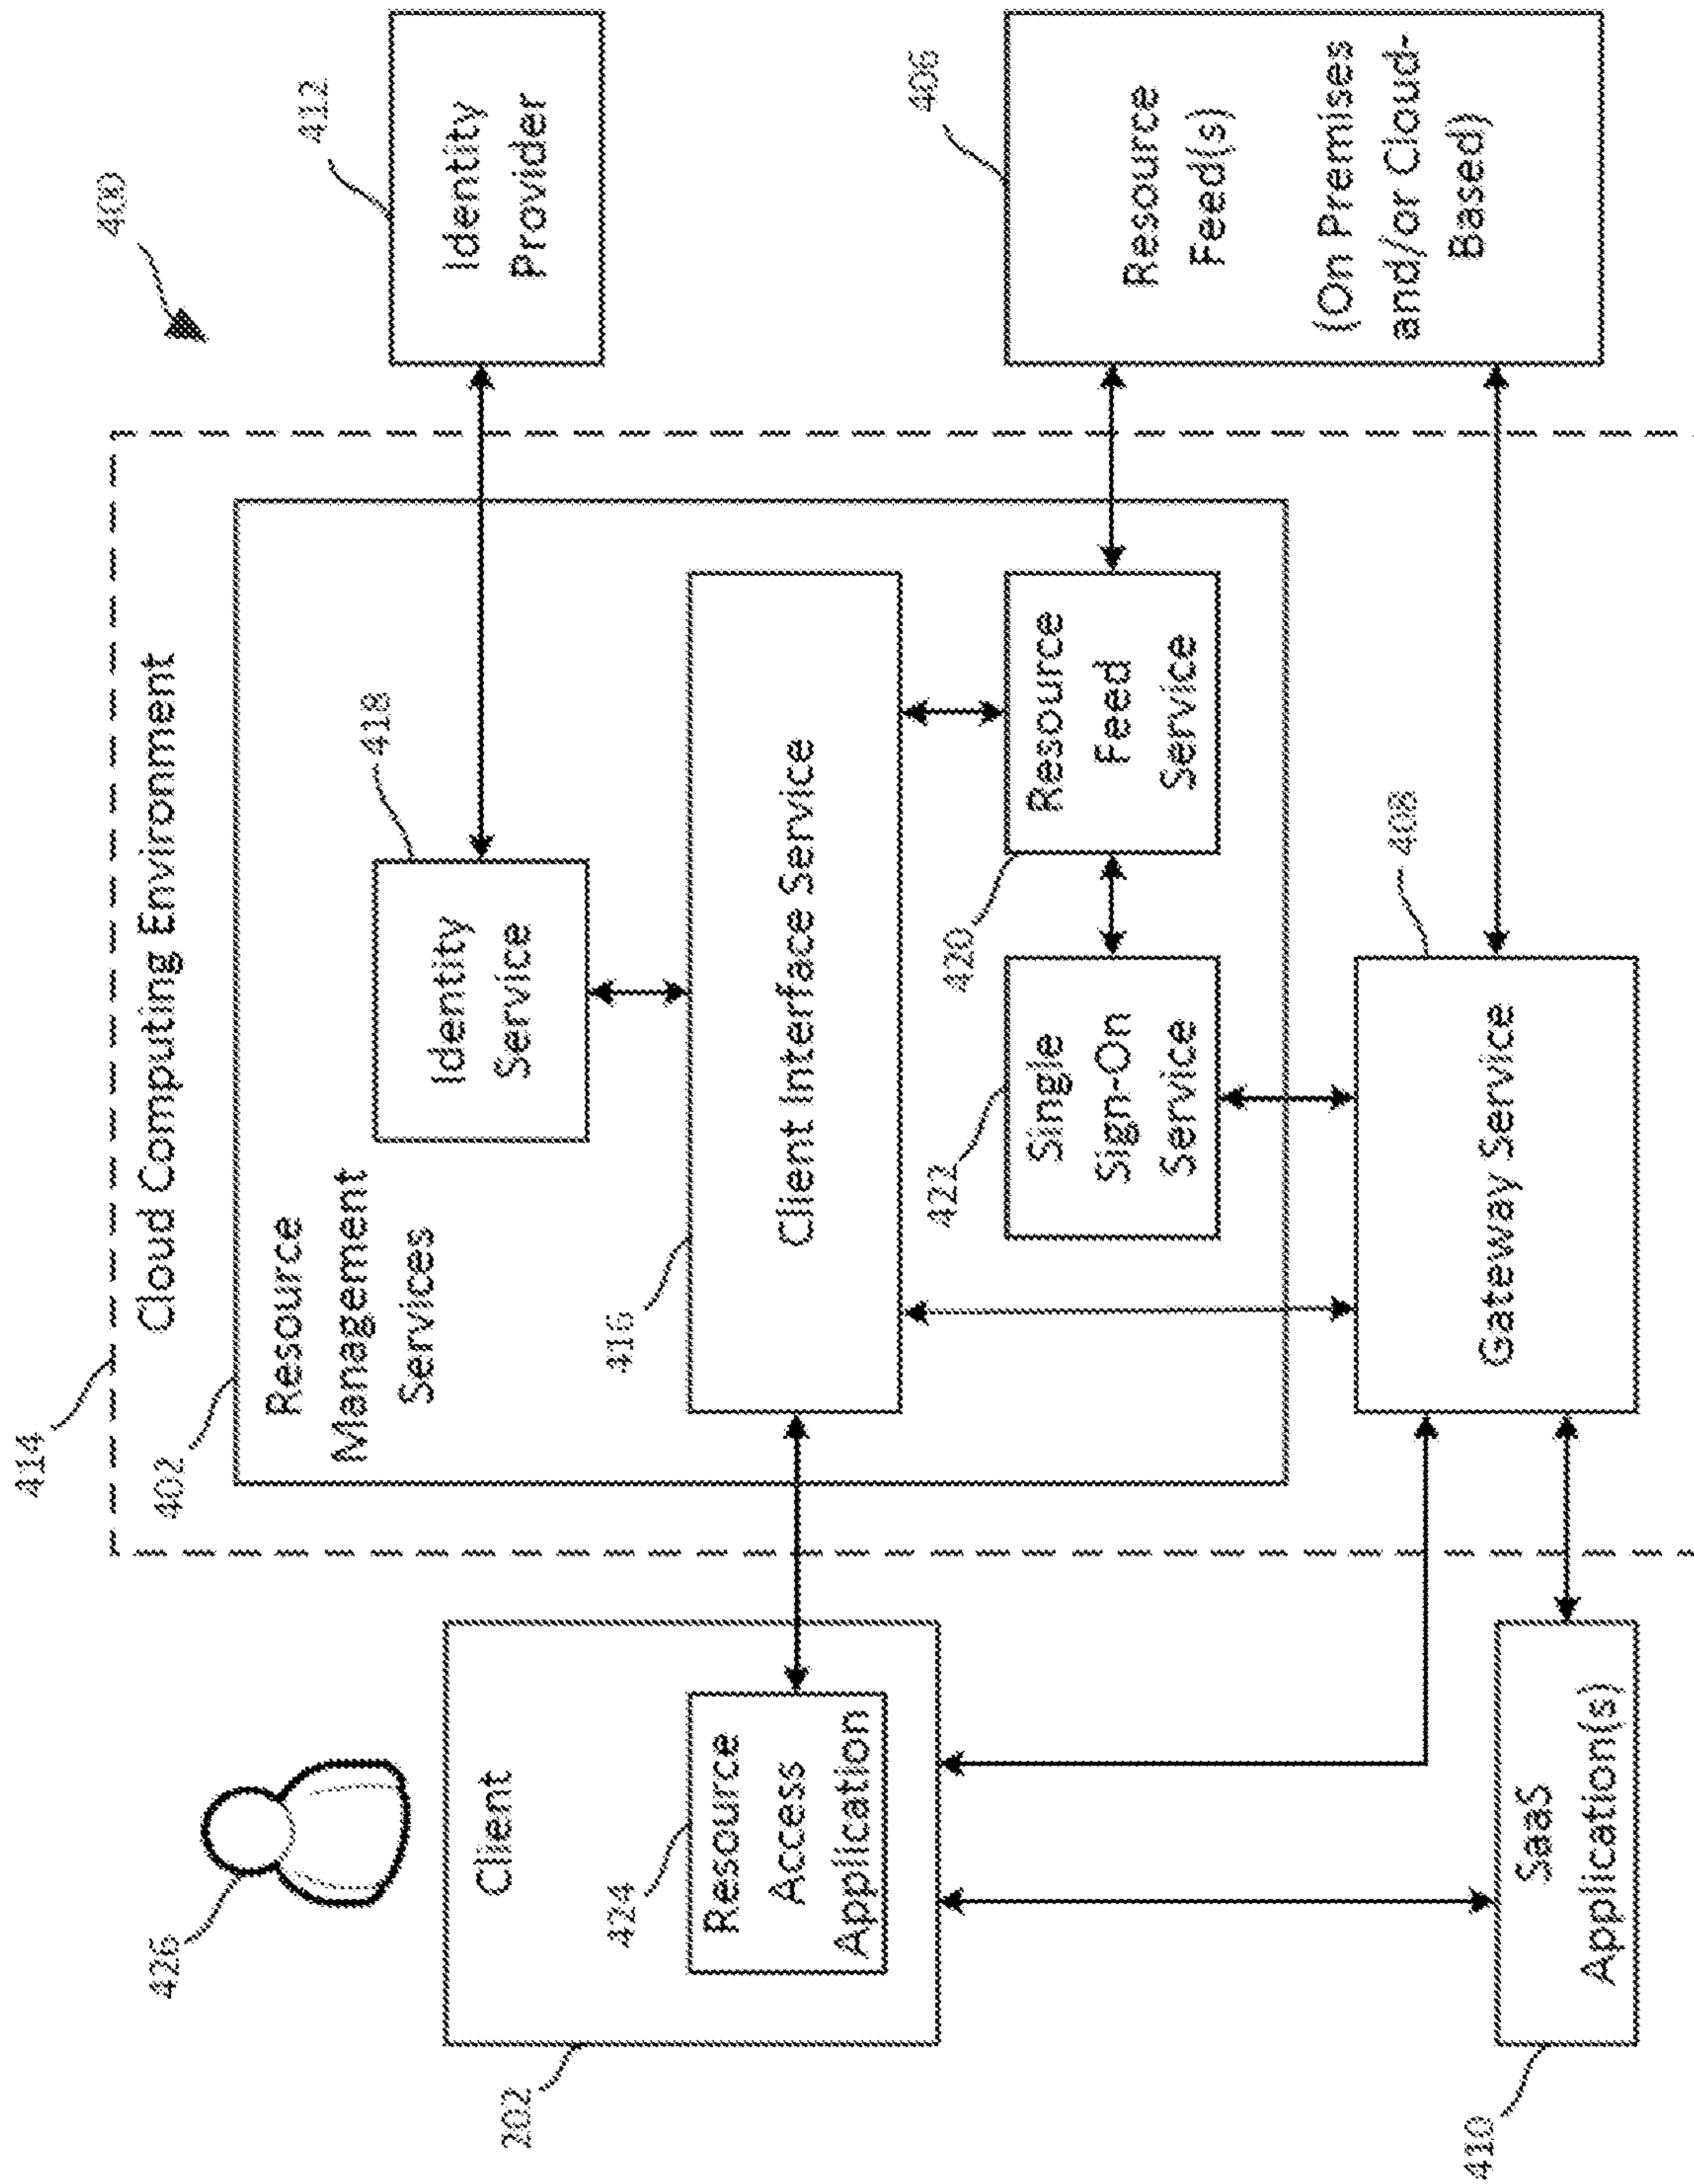 400
414
Cloud Computing Environment
402
Resource
Management
Services
426
Client
202
424
Resource
Access
Application
418
Identity
Service
412
Identity
Provider
416
Client Interface Service
422
Single
Sign-On
Service
420
Resource
Feed
Service
406
Resource
Feed(s)
(On Premises
and/or Cloud-
Based)
410
SaaS
Application(s)
408
Gateway Service